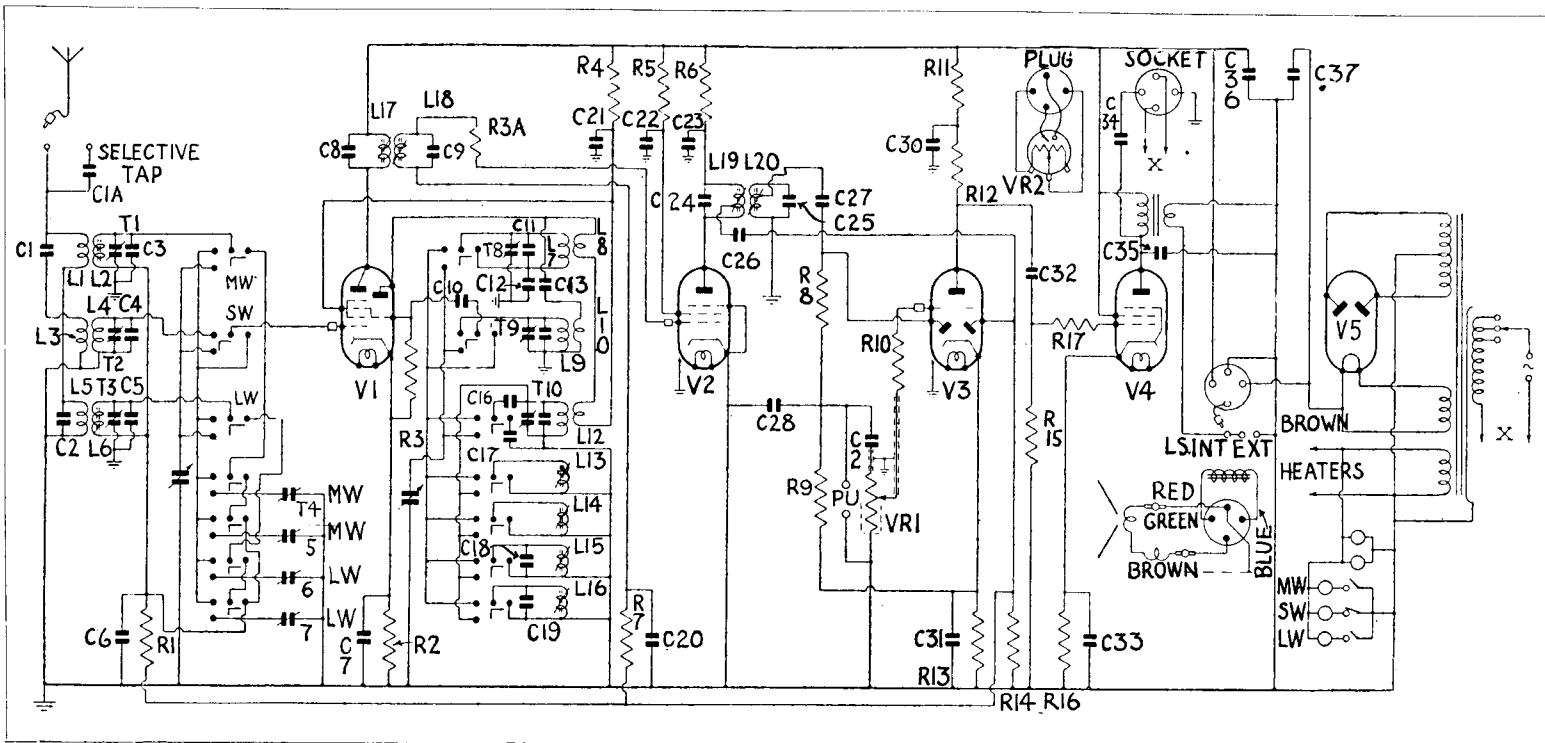 R4 R5 R6 R11 PLUG SOCKET C36 C37
L17 L18 R3A
C21 C22 C23 C30 C34
C8 C9
X
SELECTIVE
TAP
C1A
L19 L20
VR2
R12
C24 C27
C25
C26
C35
C1 T1 C3
L1 L2
MW
T8 C11 L7 L8
C12 C13
C10
R8
C32
L4 C4
SW
L3
T2
T9 L10
L9
R10
R17
V5
V1 V2 V3 V4
L5 T3 C5
LW
C2 L6
C16 T10
L12
C28
R15
BROWN
LS. INT EXT
X
R3
C17
L13
C2
HEATERS
T4 MW
L14
R9 PU
VR1
RED
GREEN
BLUE
5 MW
C18 L15
BROWN
6 LW
L16
MW
SW
LW
7 LW
C19
C6 R1 C7 R2 R7 C20 C31 C33
R13
R14 R16
~